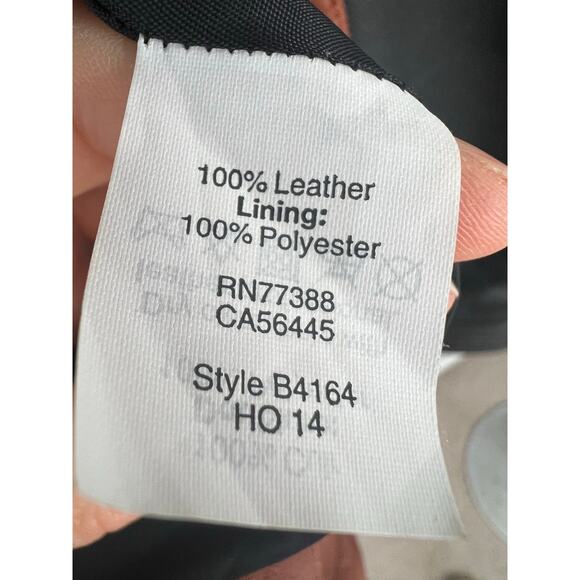 100% Leather
Lining:
100% Polyester
RN77388
CA56445
Style B4164
HO 14